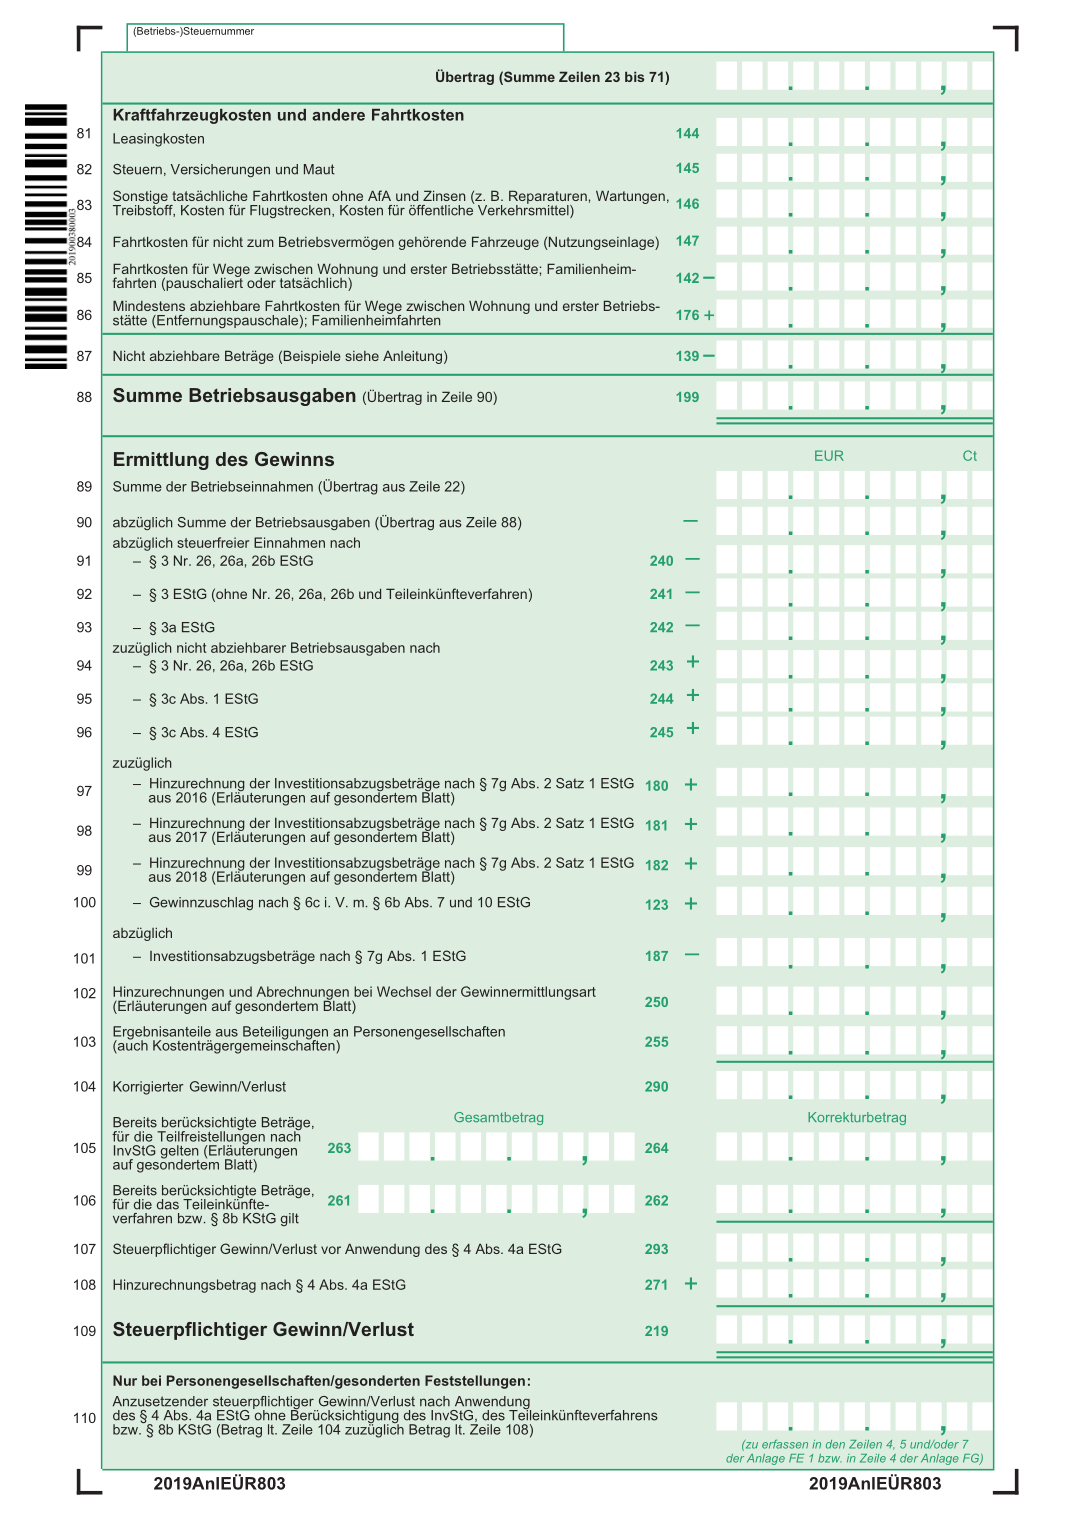 (Betriebs-)Steuernummer
Übertrag (Summe Zeilen 23 bis 71)
Kraftfahrzeugkosten und andere Fahrtkosten
81 Leasingkosten 144
82 Steuern, Versicherungen und Maut 145
Sonstige tatsächliche Fahrtkosten ohne AfA und Zinsen (z. B. Reparaturen, Wartungen,
83 Treibstoff, Kosten für Flugstrecken, Kosten für öffentliche Verkehrsmittel) 146
201900380003
84 Fahrtkosten für nicht zum Betriebsvermögen gehörende Fahrzeuge (Nutzungseinlage) 147
Fahrtkosten für Wege zwischen Wohnung und erster Betriebsstätte; Familienheim-
85 fahrten (pauschaliert oder tatsächlich) 142 –
Mindestens abziehbare Fahrtkosten für Wege zwischen Wohnung und erster Betriebs-
86 stätte (Entfernungspauschale); Familienheimfahrten 176 +
87 Nicht abziehbare Beträge (Beispiele siehe Anleitung) 139 –
88 Summe Betriebsausgaben (Übertrag in Zeile 90) 199
Ermittlung des Gewinns EUR Ct
89 Summe der Betriebseinnahmen (Übertrag aus Zeile 22)
90 abzüglich Summe der Betriebsausgaben (Übertrag aus Zeile 88) –
abzüglich steuerfreier Einnahmen nach
91 – § 3 Nr. 26, 26a, 26b EStG 240 –
92 – § 3 EStG (ohne Nr. 26, 26a, 26b und Teileinkünfteverfahren) 241 –
93 – § 3a EStG 242 –
zuzüglich nicht abziehbarer Betriebsausgaben nach
94 – § 3 Nr. 26, 26a, 26b EStG 243 +
95 – § 3c Abs. 1 EStG 244 +
96 – § 3c Abs. 4 EStG 245 +
zuzüglich
– Hinzurechnung der Investitionsabzugsbeträge nach § 7g Abs. 2 Satz 1 EStG
97 aus 2016 (Erläuterungen auf gesondertem Blatt) 180 +
– Hinzurechnung der Investitionsabzugsbeträge nach § 7g Abs. 2 Satz 1 EStG
98 aus 2017 (Erläuterungen auf gesondertem Blatt) 181 +
– Hinzurechnung der Investitionsabzugsbeträge nach § 7g Abs. 2 Satz 1 EStG
99 aus 2018 (Erläuterungen auf gesondertem Blatt) 182 +
100 – Gewinnzuschlag nach § 6c i. V. m. § 6b Abs. 7 und 10 EStG 123 +
abzüglich
101 – Investitionsabzugsbeträge nach § 7g Abs. 1 EStG 187 –
102 Hinzurechnungen und Abrechnungen bei Wechsel der Gewinnermittlungsart
(Erläuterungen auf gesondertem Blatt) 250
Ergebnisanteile aus Beteiligungen an Personengesellschaften
103 (auch Kostenträgergemeinschaften) 255
104 Korrigierter Gewinn/Verlust 290
Gesamtbetrag Korrekturbetrag
Bereits berücksichtigte Beträge,
für die Teilfreistellungen nach
105 InvStG gelten (Erläuterungen 263 264
auf gesondertem Blatt)
Bereits berücksichtigte Beträge,
106 für die das Teileinkünfte- 261 262
verfahren bzw. § 8b KStG gilt
107 Steuerpflichtiger Gewinn/Verlust vor Anwendung des § 4 Abs. 4a EStG 293
108 Hinzurechnungsbetrag nach § 4 Abs. 4a EStG 271 +
109 Steuerpflichtiger Gewinn/Verlust 219
Nur bei Personengesellschaften/gesonderten Feststellungen:
Anzusetzender steuerpflichtiger Gewinn/Verlust nach Anwendung
110 des § 4 Abs. 4a EStG ohne Berücksichtigung des InvStG, des Teileinkünfteverfahrens
bzw. § 8b KStG (Betrag lt. Zeile 104 zuzüglich Betrag lt. Zeile 108)
(zu erfassen in den Zeilen 4, 5 und/oder 7
der Anlage FE 1 bzw. in Zeile 4 der Anlage FG)
2019AnlEÜR803 2019AnlEÜR803